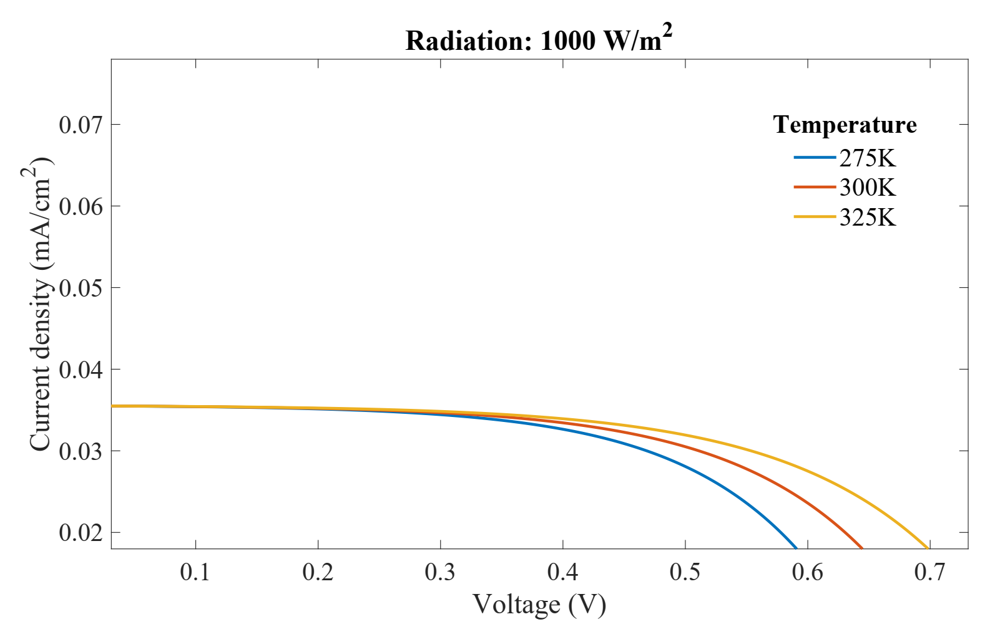 Radiation: 1000 W/m²
Temperature
275K
300K
325K
Current density (mA/cm²)
0.07
0.06
0.05
0.04
0.03
0.02
0.1 0.2 0.3 0.4 0.5 0.6 0.7
Voltage (V)